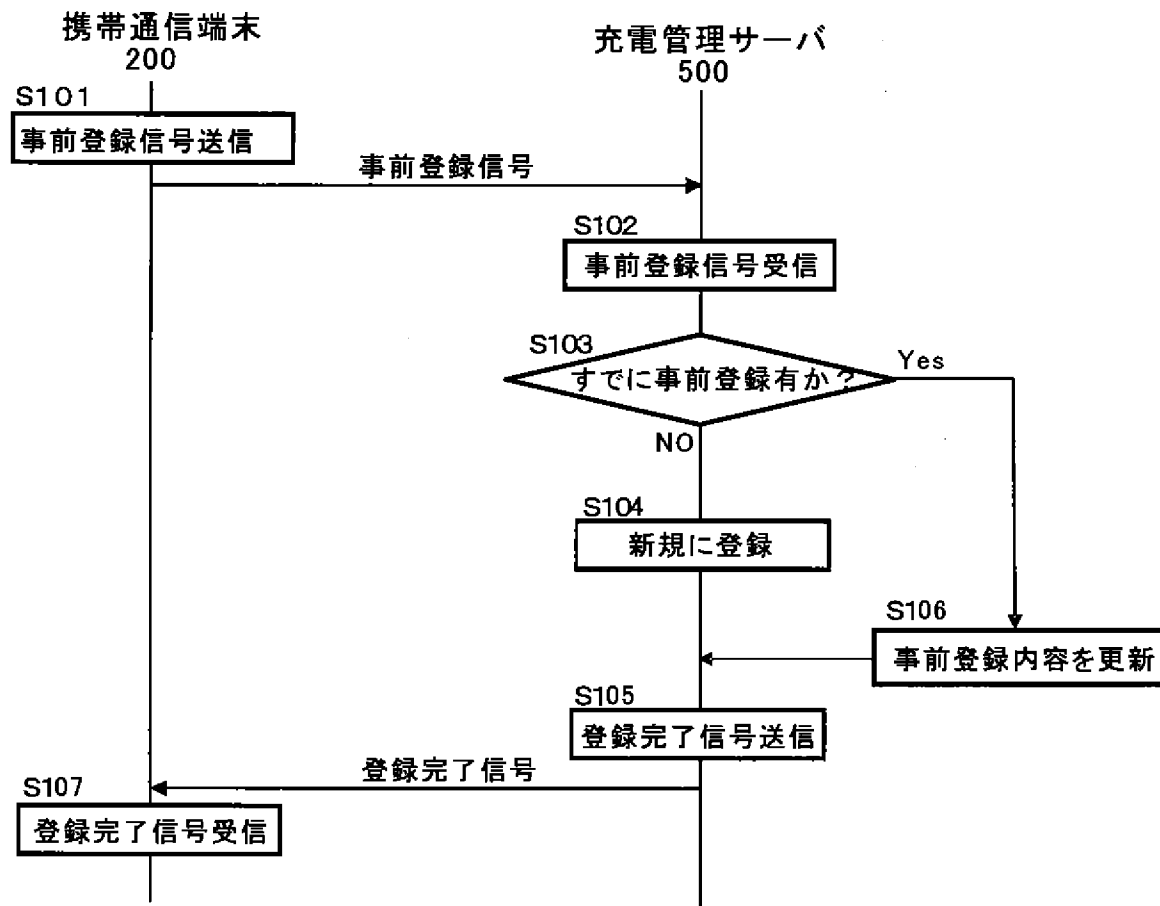 携帯通信端末
200
充電管理サーバ
500
S101
事前登録信号送信
事前登録信号
S102
事前登録信号受信
S103
すでに事前登録有か？
Yes
NO
S104
新規に登録
S106
事前登録内容を更新
S105
登録完了信号送信
登録完了信号
S107
登録完了信号受信